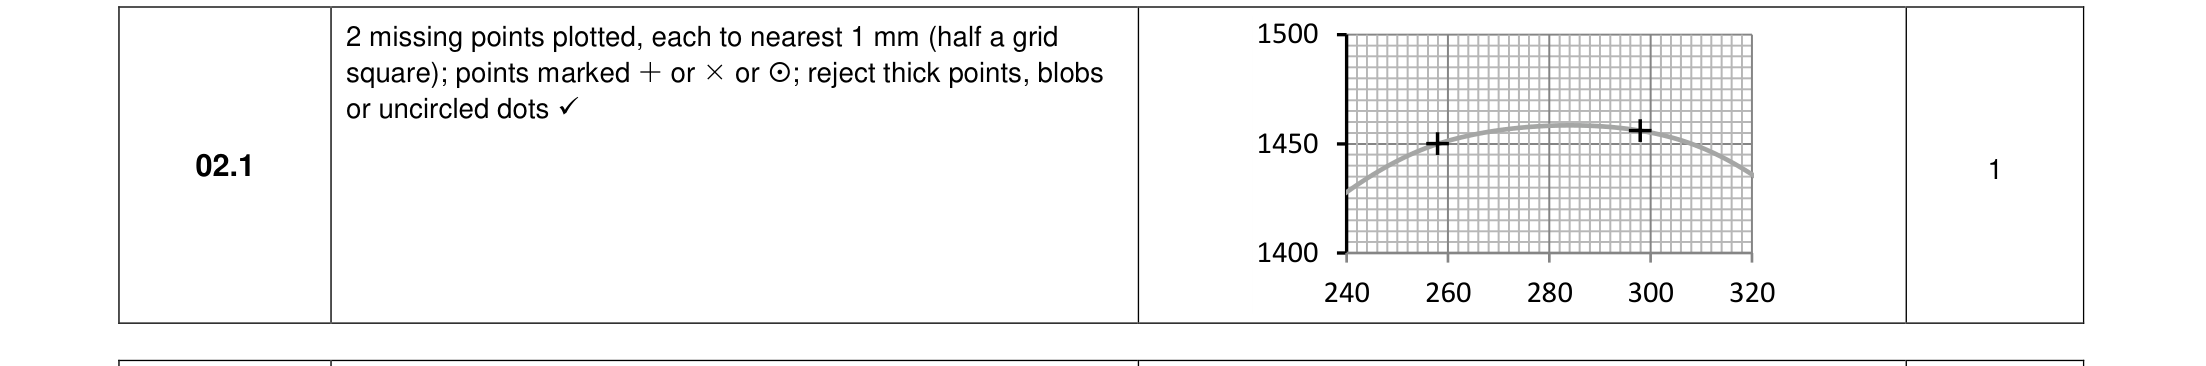 02.1
2 missing points plotted, each to nearest 1 mm (half a grid
square); points marked + or × or ⊙; reject thick points, blobs
or uncircled dots ✓
1500
1450
1400
240 260 280 300 320
1